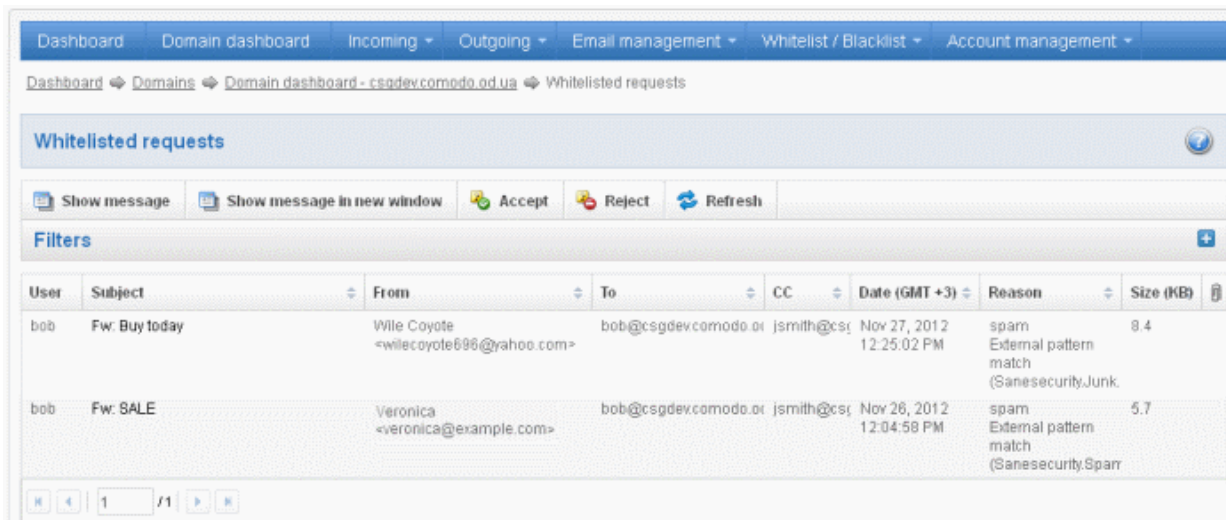 Dashboard Domain dashboard Incoming Outgoing Email management Whitelist / Blacklist Account management
Dashboard Domains Domain dashboard - csgdev.comodo.od.ua Whitelisted requests
Whitelisted requests
Show message Show message in new window Accept Reject Refresh
Filters
User Subject From To CC Date (GMT +3) Reason Size (KB)
bob Fw: Buy today Wile Coyote bob@csgdev.comodo.o jsmith@cs Nov 27, 2012 spam 8.4
<wilecoyote696@yahoo.com> 12:25:02 PM External pattern
match
(Sanesecurity.Junk.
bob Fw: SALE Veronica bob@csgdev.comodo.o jsmith@cs Nov 26, 2012 spam 5.7
<veronica@example.com> 12:04:58 PM External pattern
match
(Sanesecurity.Spam
1 /1